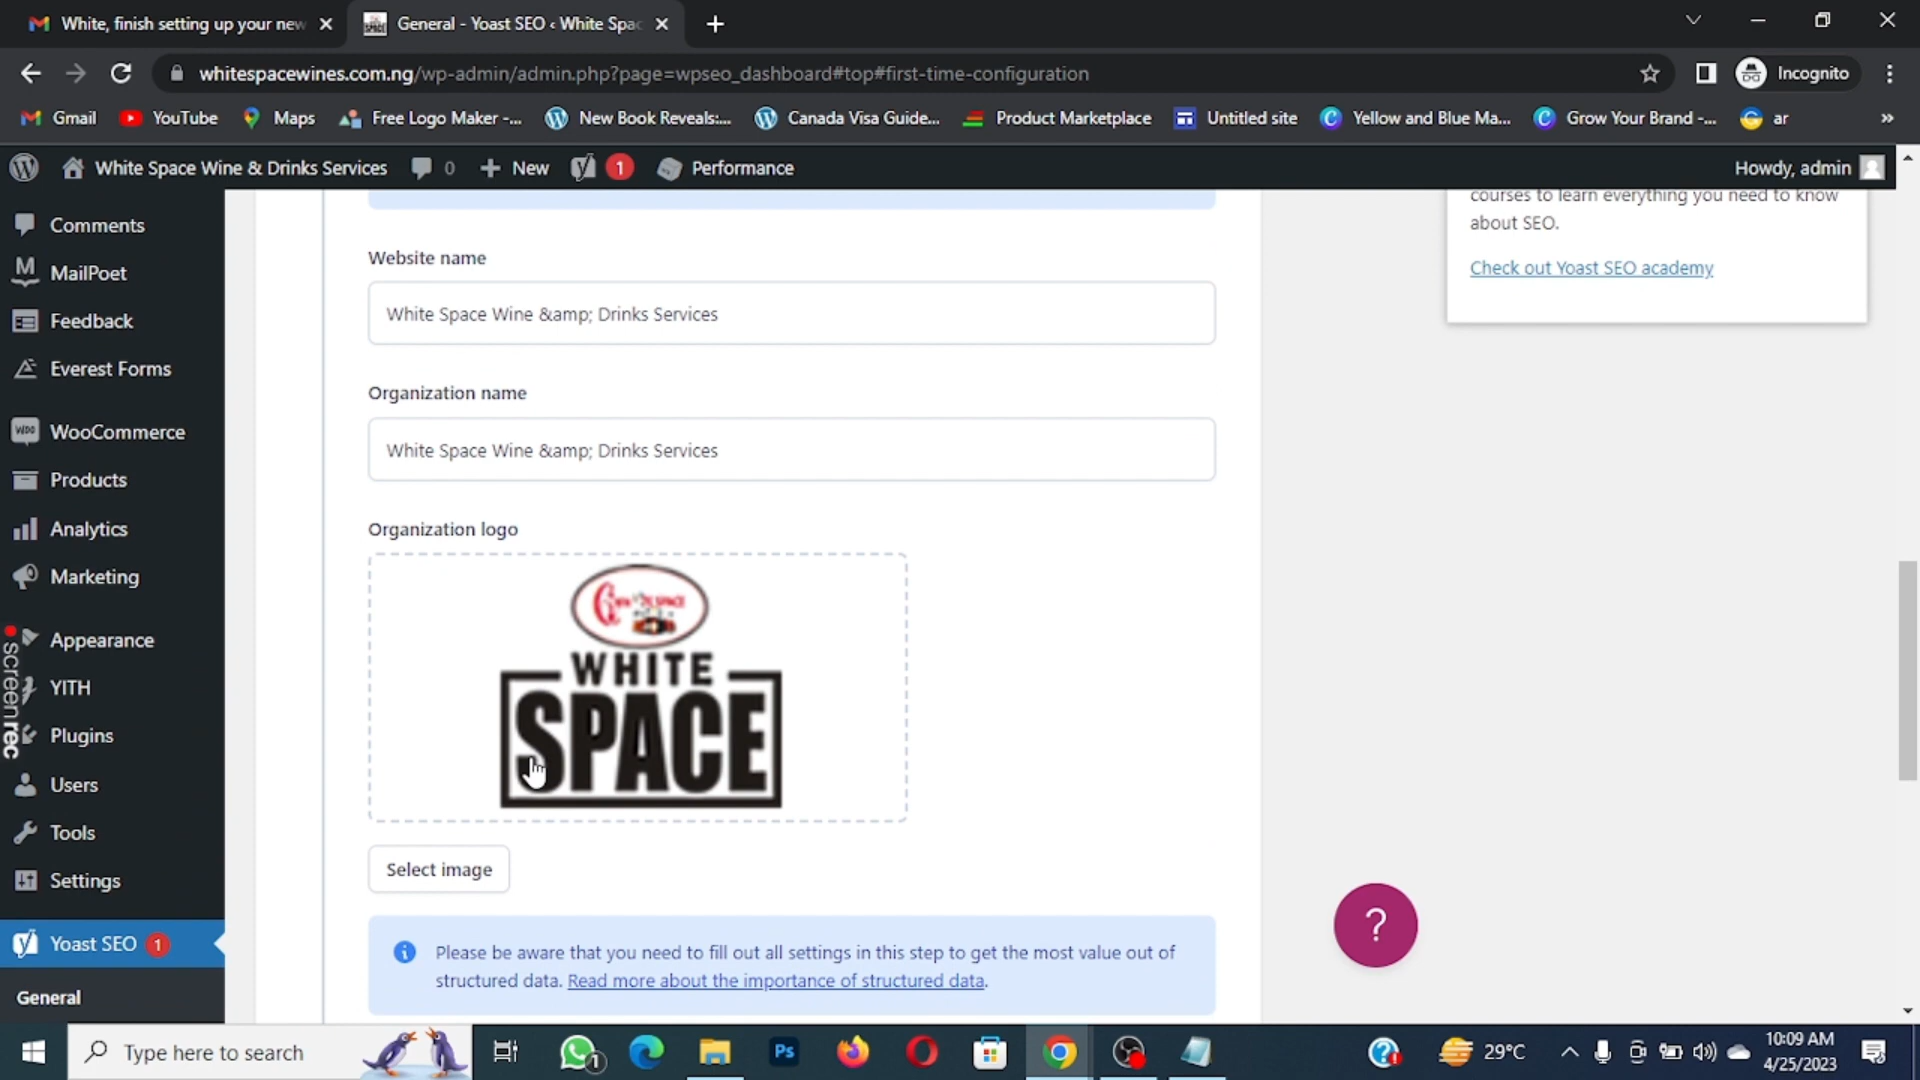 White, finish setting up your new
General - Yoast SEO ‹ White Spac
whitespacewines.com.ng/wp-admin/admin.php?page=wpseo_dashboard#top#first-time-configuration
Incognito
Gmail
YouTube
Maps
Free Logo Maker -...
New Book Reveals:...
Canada Visa Guide...
Product Marketplace
Untitled site
Yellow and Blue Ma...
Grow Your Brand -...
ar
»
White Space Wine & Drinks Services
0
New
1
Performance
Howdy, admin
Comments
MailPoet
Feedback
Everest Forms
WooCommerce
Products
Analytics
Marketing
Appearance
YITH
Plugins
Users
Tools
Settings
Yoast SEO 1
General
screenrec
Website name
White Space Wine &amp; Drinks Services
Organization name
White Space Wine &amp; Drinks Services
Organization logo
WHITE
SPACE
Select image
Please be aware that you need to fill out all settings in this step to get the most value out of
structured data. Read more about the importance of structured data.
courses to learn everything you need to know
about SEO.
Check out Yoast SEO academy
?
Type here to search
1
Ps
29°C
10:09 AM
4/25/2023